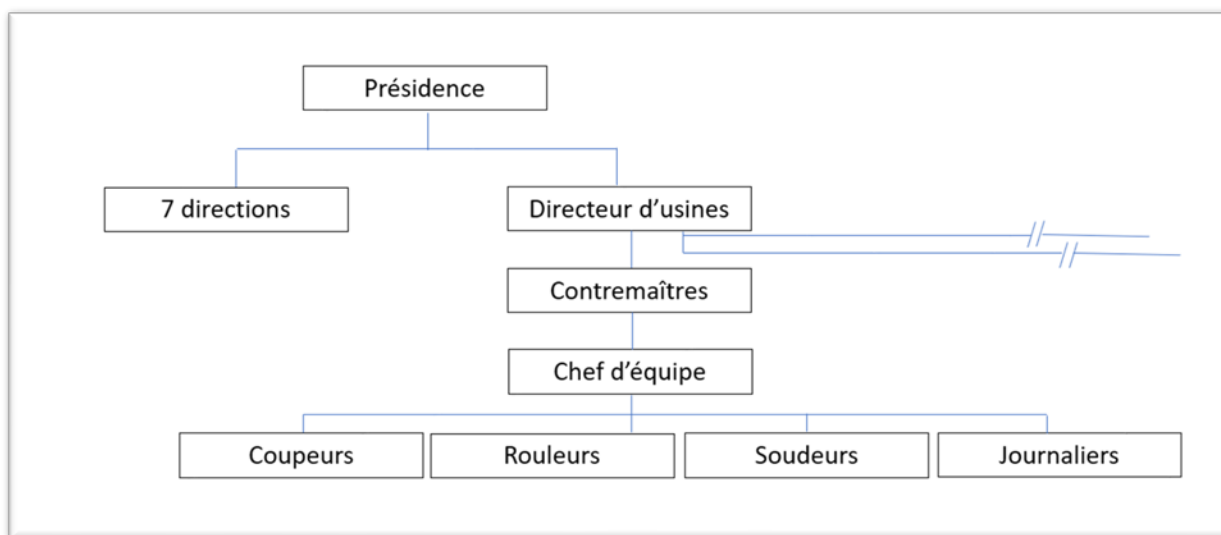 Présidence
7 directions
Directeur d’usines
Contremaîtres
Chef d’équipe
Coupeurs
Rouleurs
Soudeurs
Journaliers